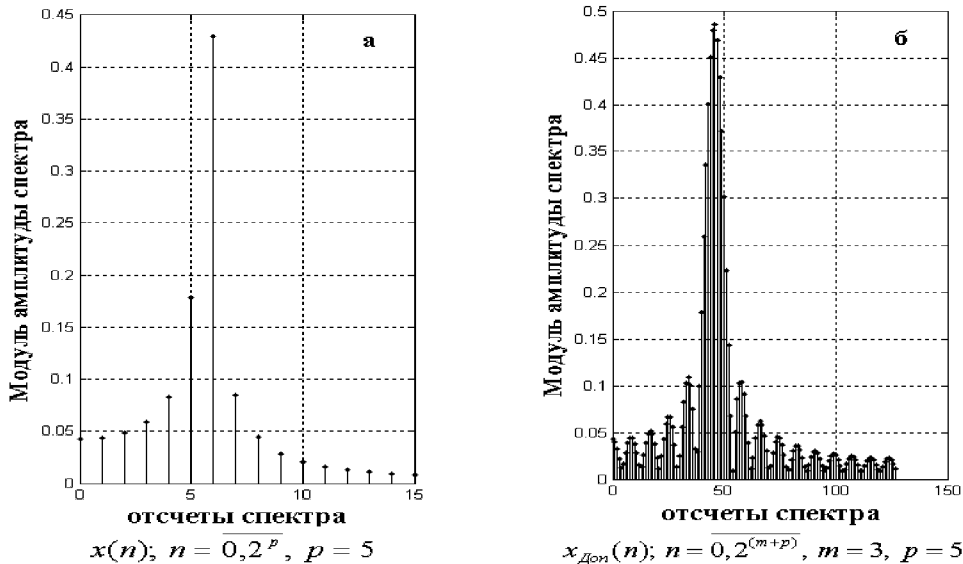 а
0.45
0.4
0.35
0.3
0.25
0.2
0.15
0.1
0.05
0
0 5 10 15
Модуль амплитуды спектра
отсчеты спектра
x(n); n = 0,2^p, p = 5
б
0.5
0.45
0.4
0.35
0.3
0.25
0.2
0.15
0.1
0.05
0
0 50 100 150
Модуль амплитуды спектра
отсчеты спектра
x_Доп(n); n = 0,2^(m+p), m = 3, p = 5